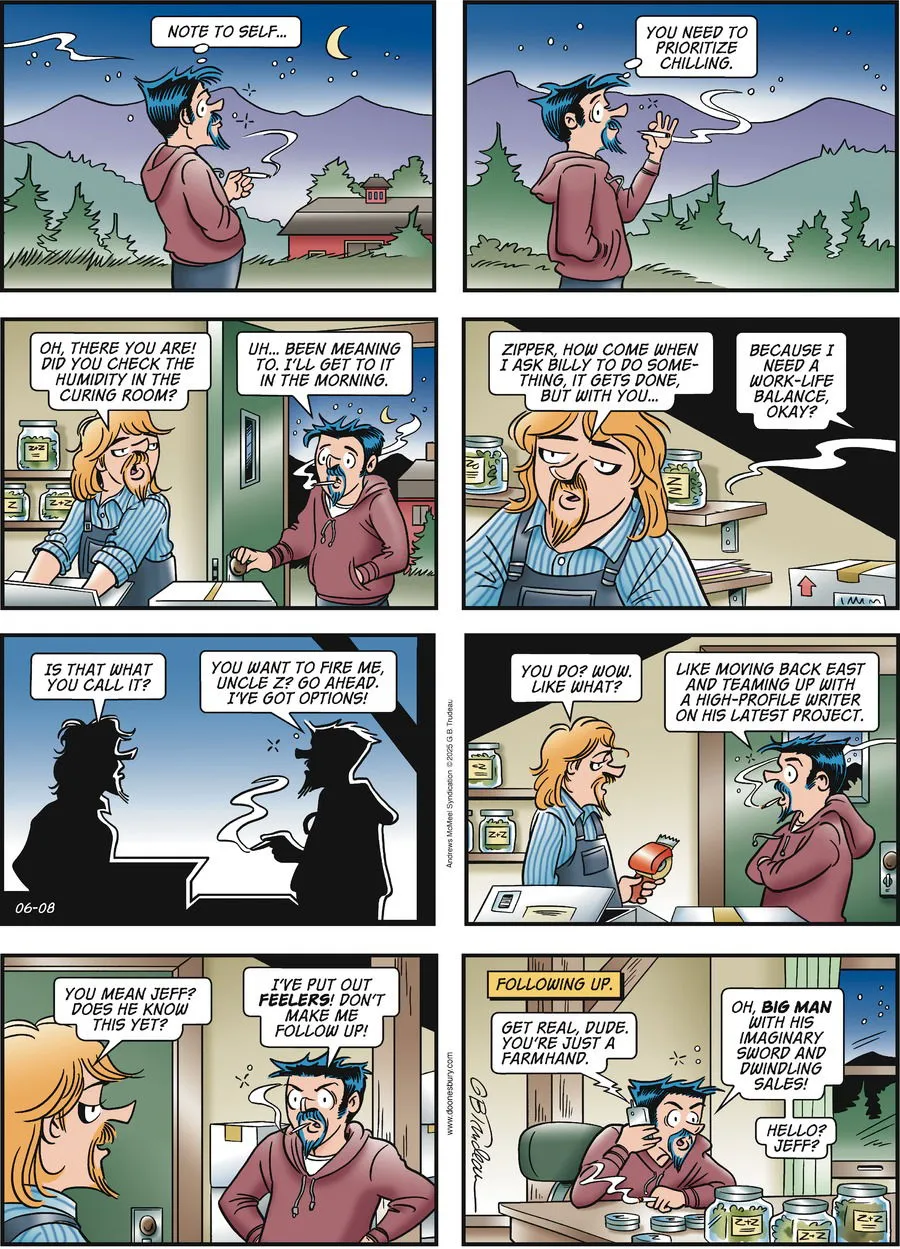 NOTE TO SELF...
YOU NEED TO
PRIORITIZE
CHILLING.
OH, THERE YOU ARE!
DID YOU CHECK THE
HUMIDITY IN THE
CURING ROOM?
UH... BEEN MEANING
TO. I'LL GET TO IT
IN THE MORNING.
Z+Z
Z
Z+Z
ZIPPER, HOW COME WHEN
I ASK BILLY TO DO SOME-
THING, IT GETS DONE,
BUT WITH YOU...
BECAUSE I
NEED A
WORK-LIFE
BALANCE,
OKAY?
Z
IS THAT WHAT
YOU CALL IT?
YOU WANT TO FIRE ME,
UNCLE Z? GO AHEAD.
I'VE GOT OPTIONS!
06-08
Andrews McMeel Syndication © 2025 G B Trudeau
YOU DO? WOW.
LIKE WHAT?
LIKE MOVING BACK EAST
AND TEAMING UP WITH
A HIGH-PROFILE WRITER
ON HIS LATEST PROJECT.
Z+Z
YOU MEAN JEFF?
DOES HE KNOW
THIS YET?
I'VE PUT OUT
FEELERS! DON'T
MAKE ME
FOLLOW UP!
www.doonesbury.com
FOLLOWING UP.
GET REAL, DUDE.
YOU'RE JUST A
FARMHAND.
OH, BIG MAN
WITH HIS
IMAGINARY
SWORD AND
DWINDLING
SALES!
HELLO?
JEFF?
GBTrudeau
Z+Z
Z+Z
Z+Z